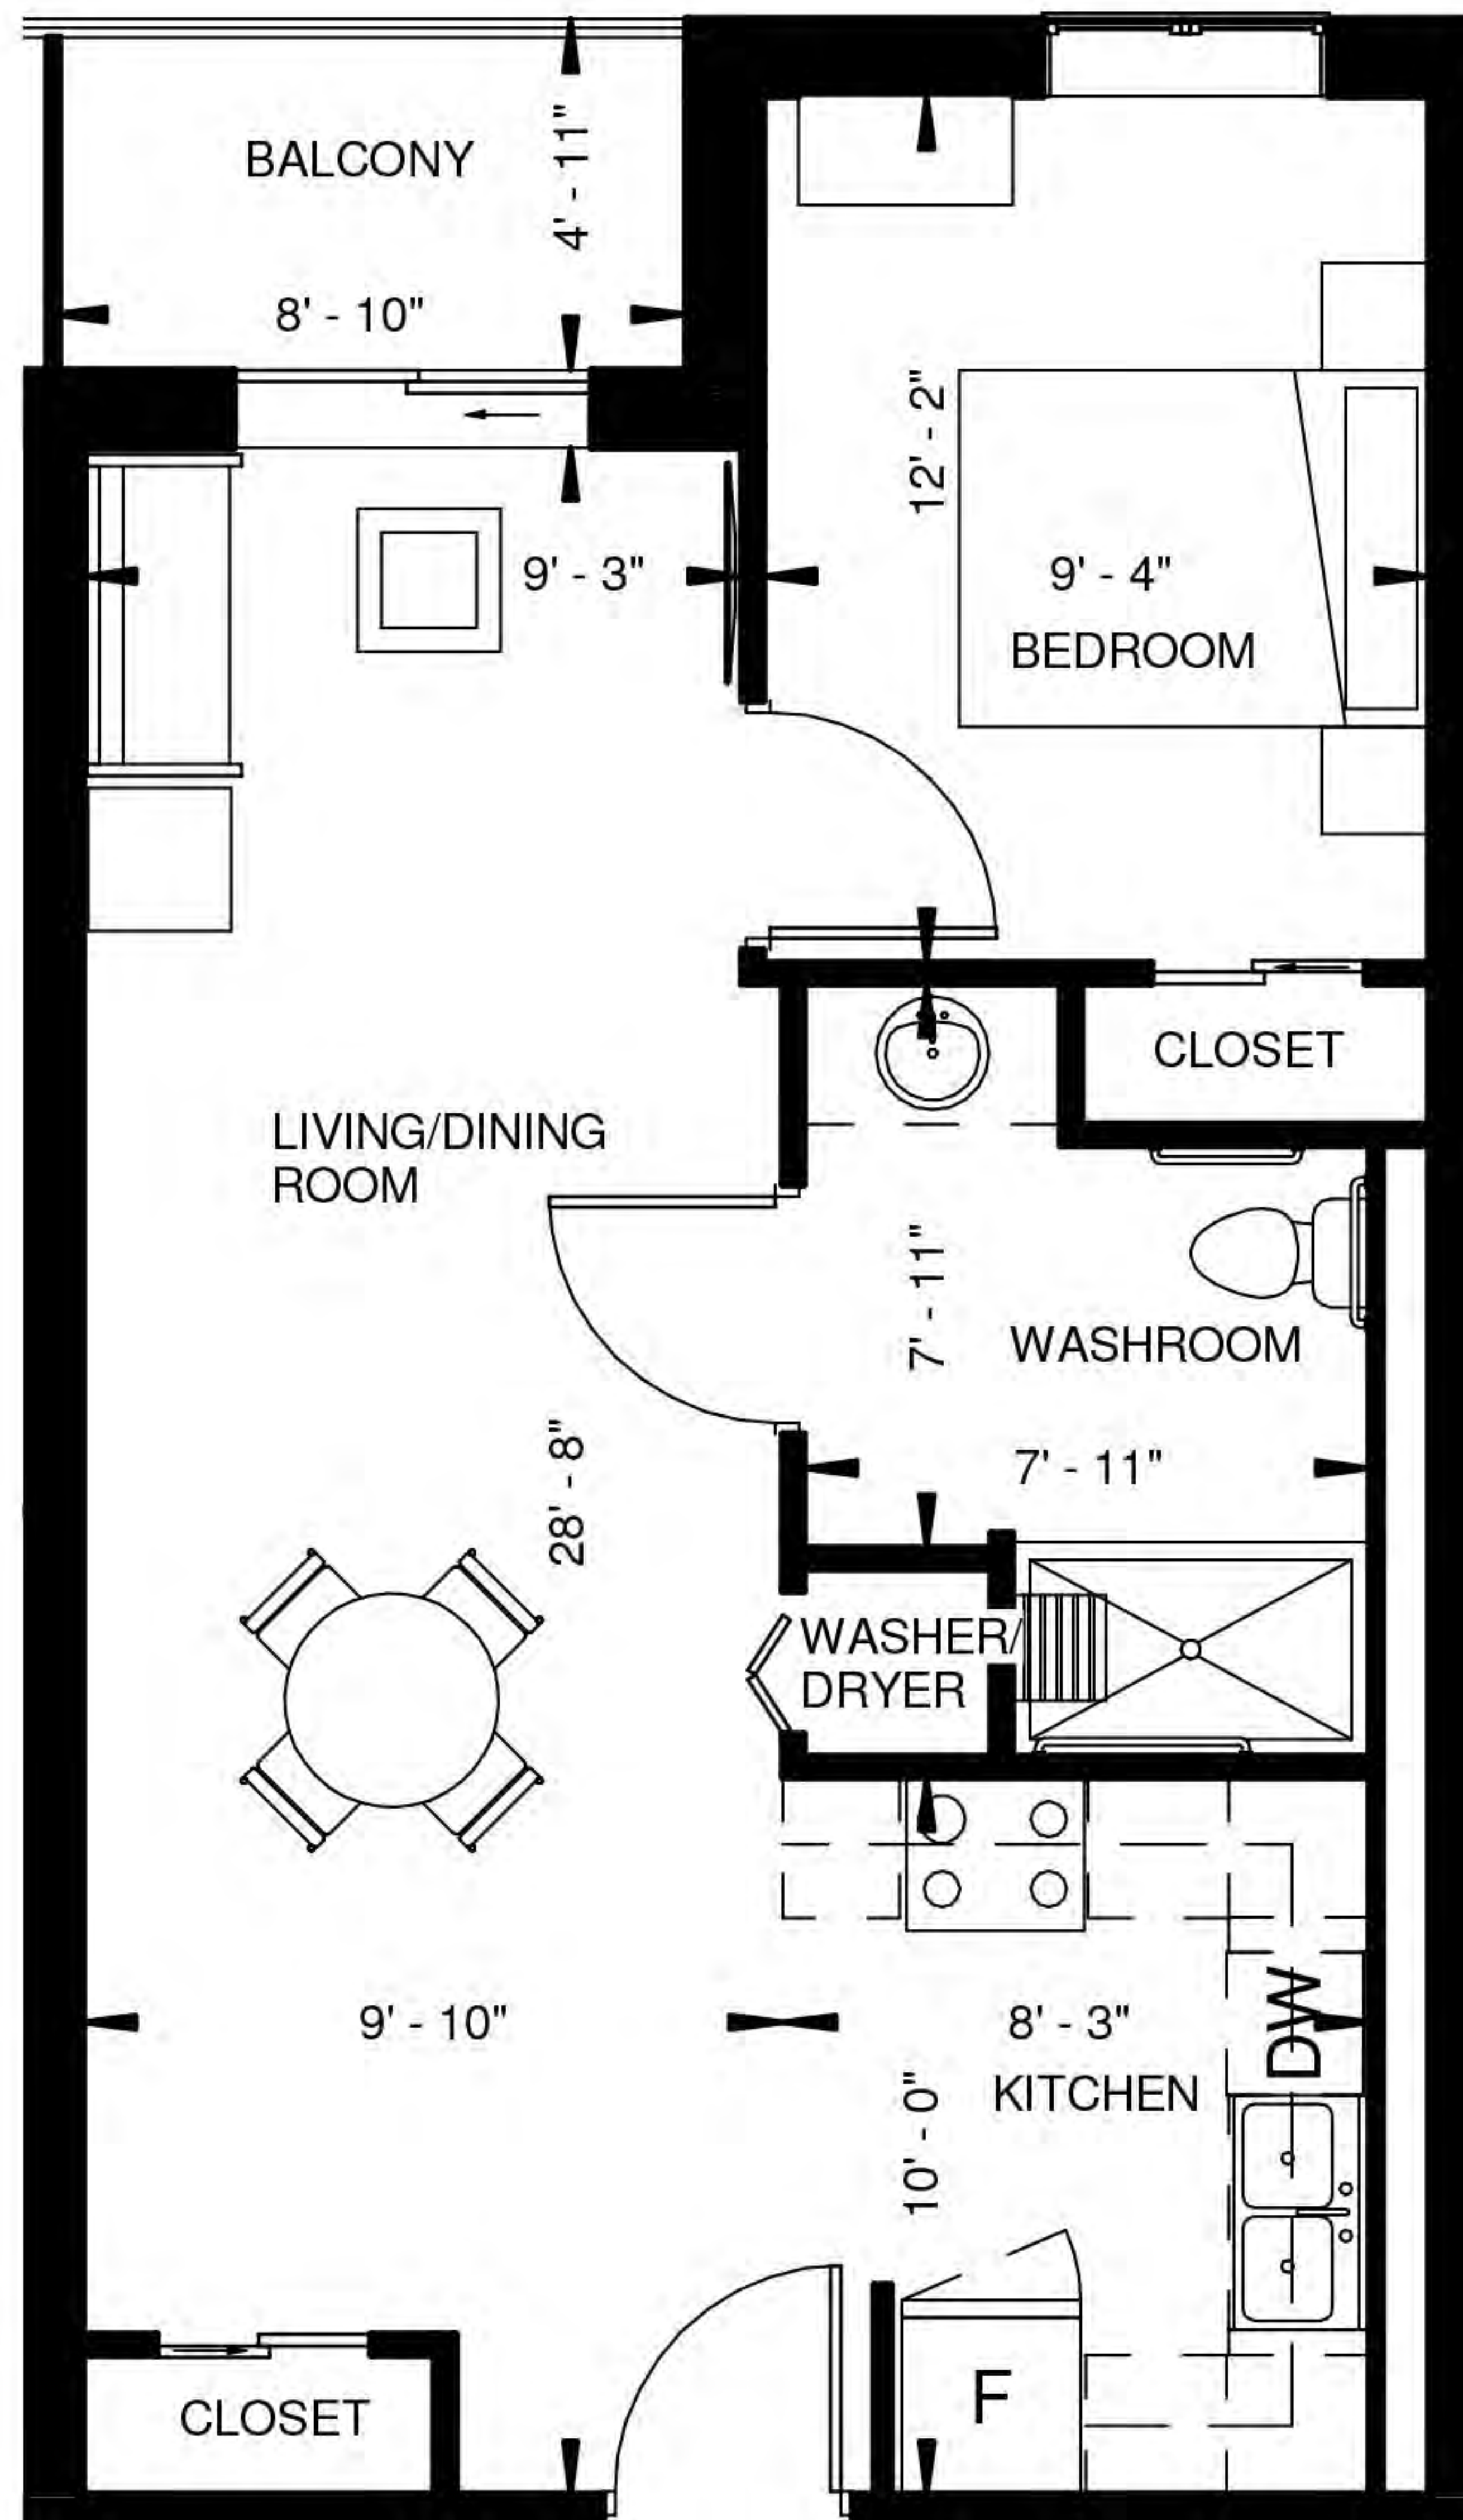 BALCONY
4' - 11"
8' - 10"
12' - 2"
9' - 3"
9' - 4"
BEDROOM
CLOSET
LIVING/DINING
ROOM
7' - 11"
WASHROOM
28' - 8"
7' - 11"
WASHER/
DRYER
9' - 10"
8' - 3"
DW
KITCHEN
10' - 0"
F
CLOSET